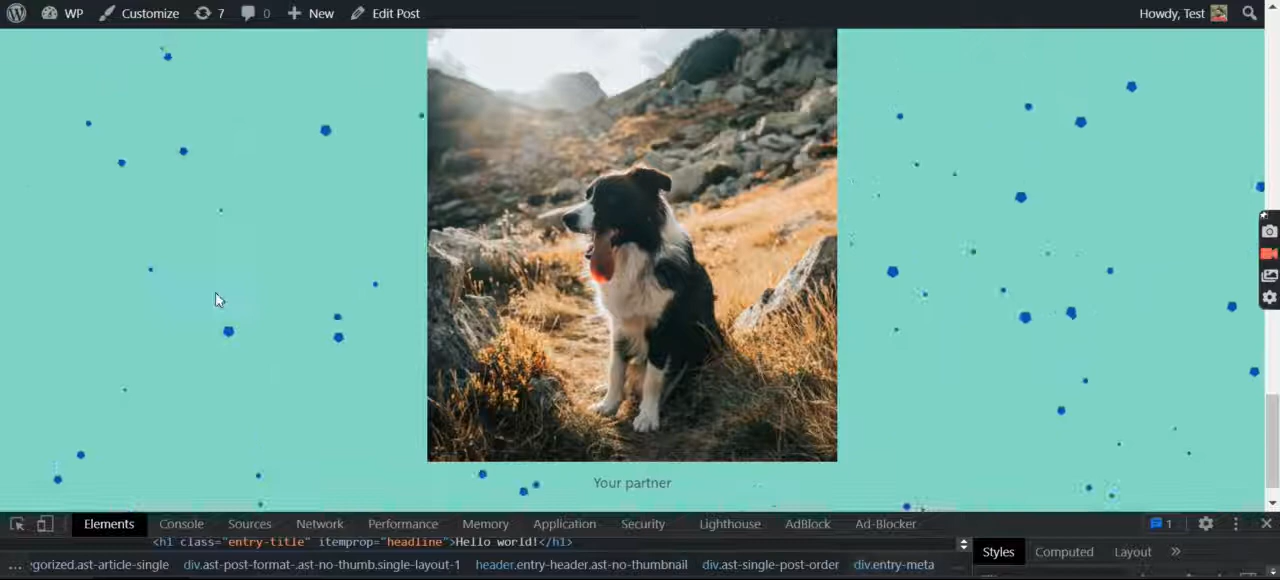 WP Customize 7 0 New Edit Post Howdy, Test
Your partner
Elements Console Sources Network Performance Memory Application Security Lighthouse AdBlock Ad-Blocker 1
<h1 class="entry-title" itemprop="headline">Hello world!</h1>
Styles Computed Layout »
... gorized.ast-article-single div.ast-post-format-.ast-no-thumb.single-layout-1 header.entry-header.ast-no-thumbnail div.ast-single-post-order div.entry-meta